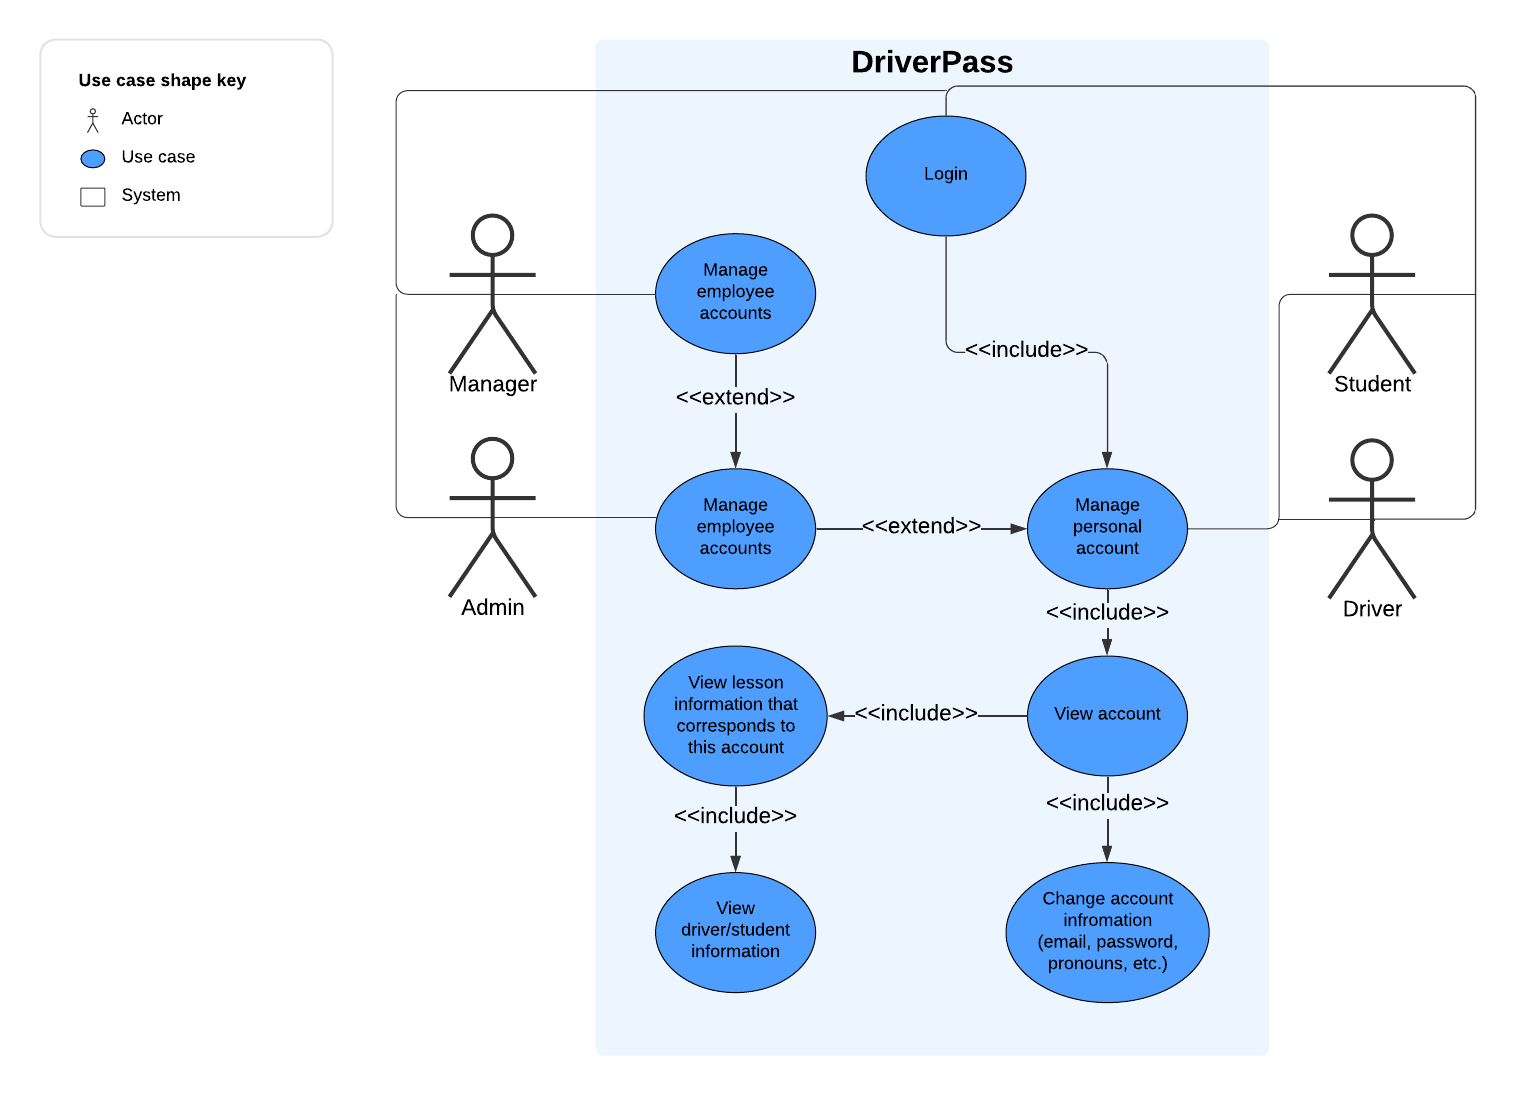 Use case shape key
Actor
Use case
System
DriverPass
Login
Manage
employee
accounts
<<include>>
Manager
Student
<<extend>>
Manage
employee
accounts
<<extend>>
Manage
personal
account
Admin
Driver
<<include>>
View lesson
information that
corresponds to
this account
<<include>>
View account
<<include>>
<<include>>
View
driver/student
information
Change account
infromation
(email, password,
pronouns, etc.)